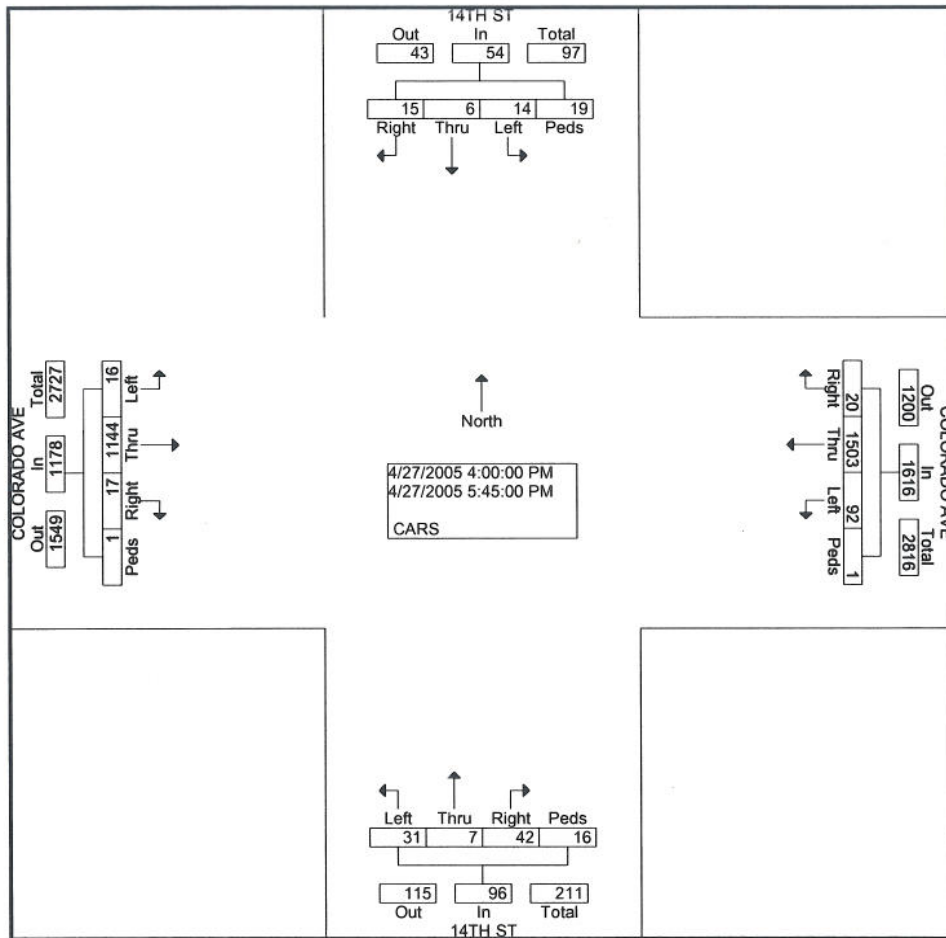 14TH ST
Out In Total
43 54 97
15 6 14 19
Right Thru Left Peds
COLORADO AVE
Total In Out
2727 1178 1549
16 1144 17 1
Left Thru Right Peds
North
4/27/2005 4:00:00 PM
4/27/2005 5:45:00 PM
CARS
Right Thru Left Peds
20 1503 92 1
1200 1616 2816
Out In Total
COLORADO AVE
Left Thru Right Peds
31 7 42 16
115 96 211
Out In Total
14TH ST